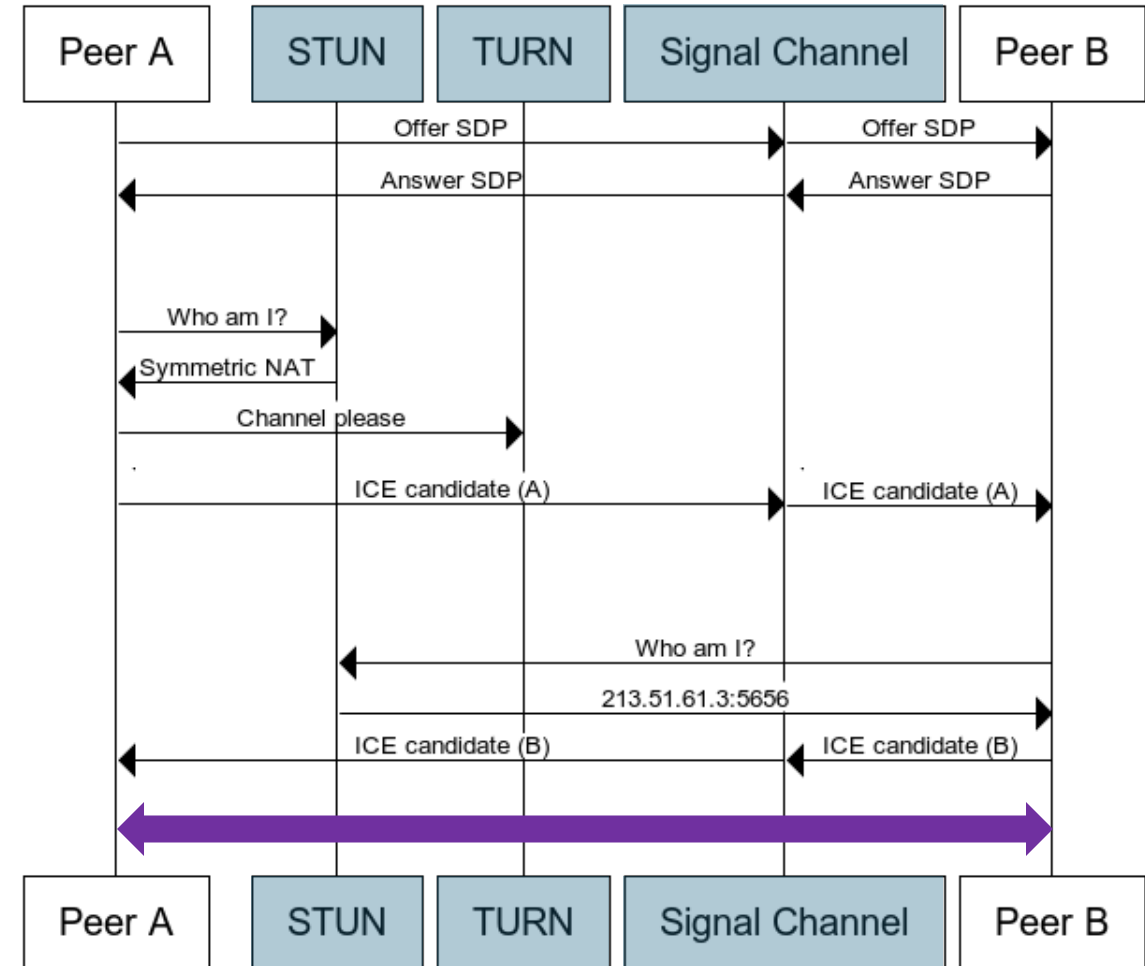 Peer A
STUN
TURN
Signal Channel
Peer B
Offer SDP
Offer SDP
Answer SDP
Answer SDP
Who am I?
Symmetric NAT
Channel please
ICE candidate (A)
ICE candidate (A)
Who am I?
213.51.61.3:5656
ICE candidate (B)
ICE candidate (B)
Peer A
STUN
TURN
Signal Channel
Peer B